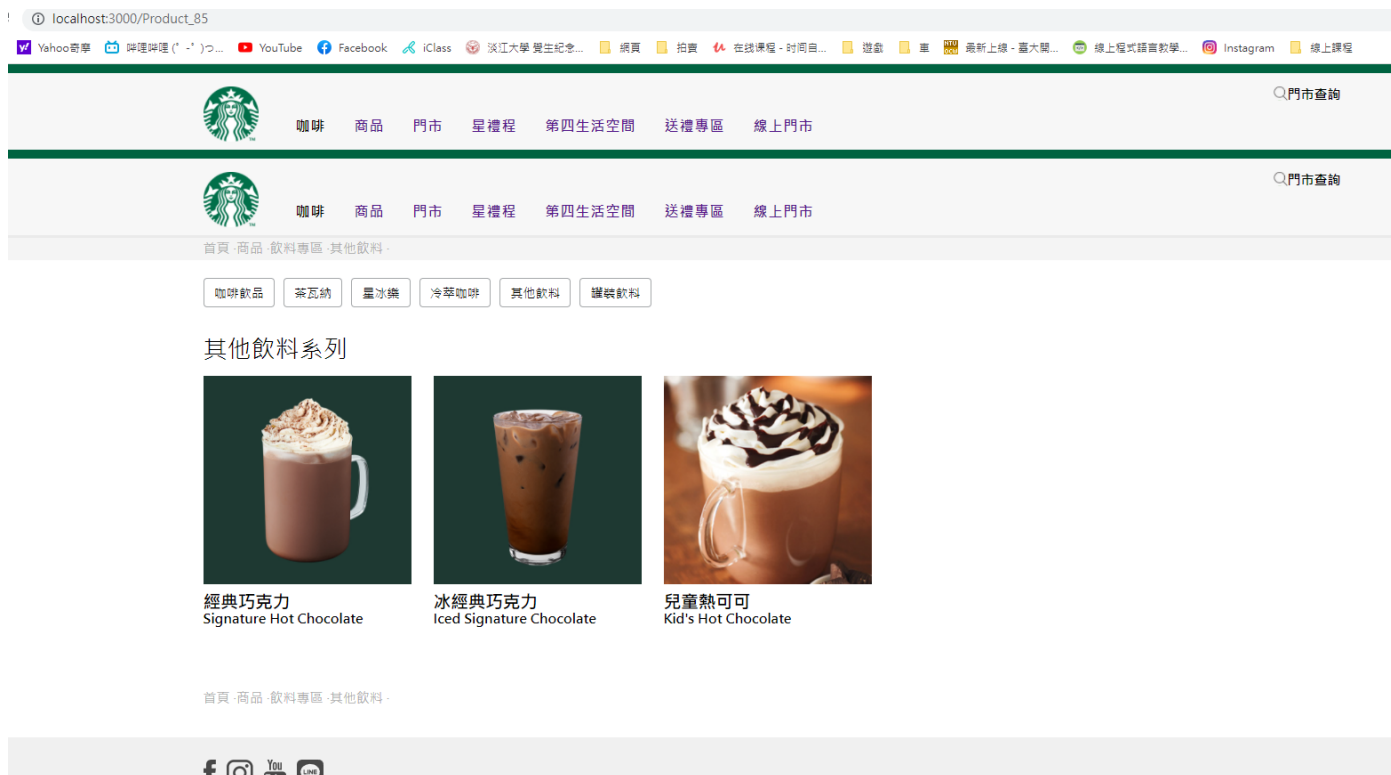 localhost:3000/Product_85
Yahoo奇摩 哔哩哔哩 (゜-゜)つ... YouTube Facebook iClass 淡江大學 覺生紀念... 網頁 拍賣 在线课程 - 时间自... 遊戲 車 最新上線 - 臺大開... 線上程式語言教學... Instagram 線上課程
門市查詢
咖啡 商品 門市 星禮程 第四生活空間 送禮專區 線上門市
門市查詢
咖啡 商品 門市 星禮程 第四生活空間 送禮專區 線上門市
首頁 ·商品 ·飲料專區 ·其他飲料 ·
咖啡飲品 茶瓦納 星冰樂 冷萃咖啡 其他飲料 罐裝飲料
其他飲料系列
經典巧克力 冰經典巧克力 兒童熱可可
Signature Hot Chocolate Iced Signature Chocolate Kid's Hot Chocolate
首頁 ·商品 ·飲料專區 ·其他飲料 ·
You
LINE